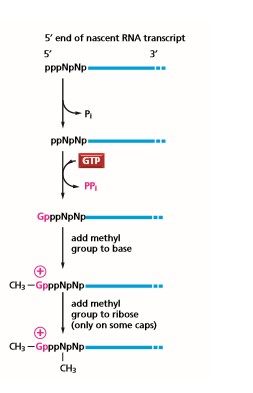 5′ end of nascent RNA transcript
5′ 3′
pppNpNp
Pi
ppNpNp
GTP
PPi
GpppNpNp
add methyl
group to base
+
CH3 –GpppNpNp
add methyl
group to ribose
(only on some caps)
+
CH3 –GpppNpNp
CH3